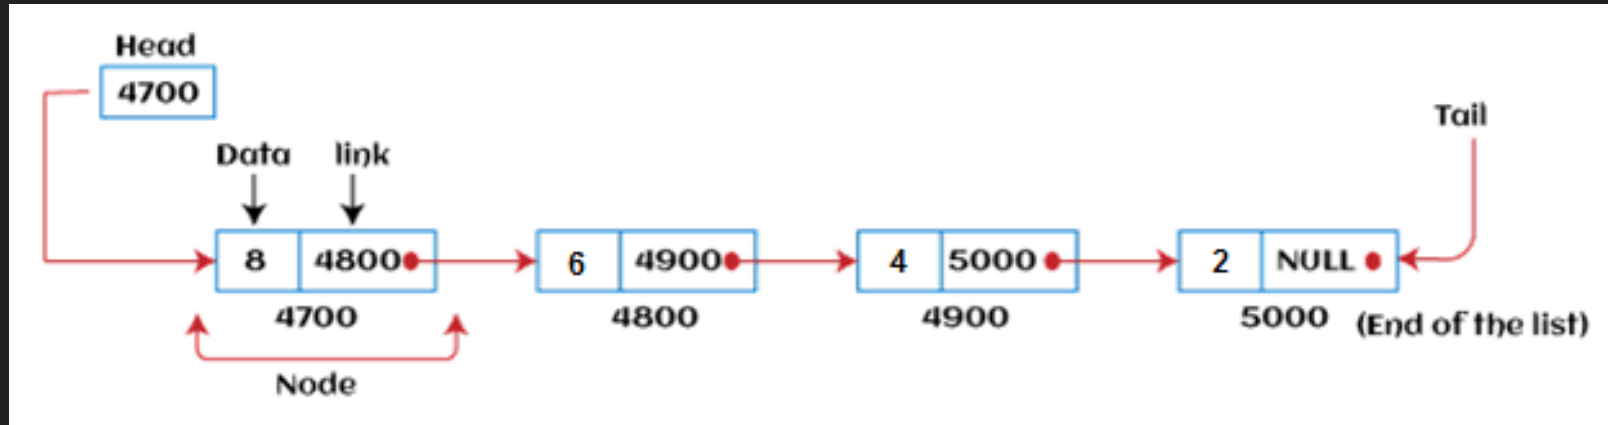 Head
4700
Tail
Data link
8 4800 6 4900 4 5000 2 NULL
4700 4800 4900 5000 (End of the list)
Node